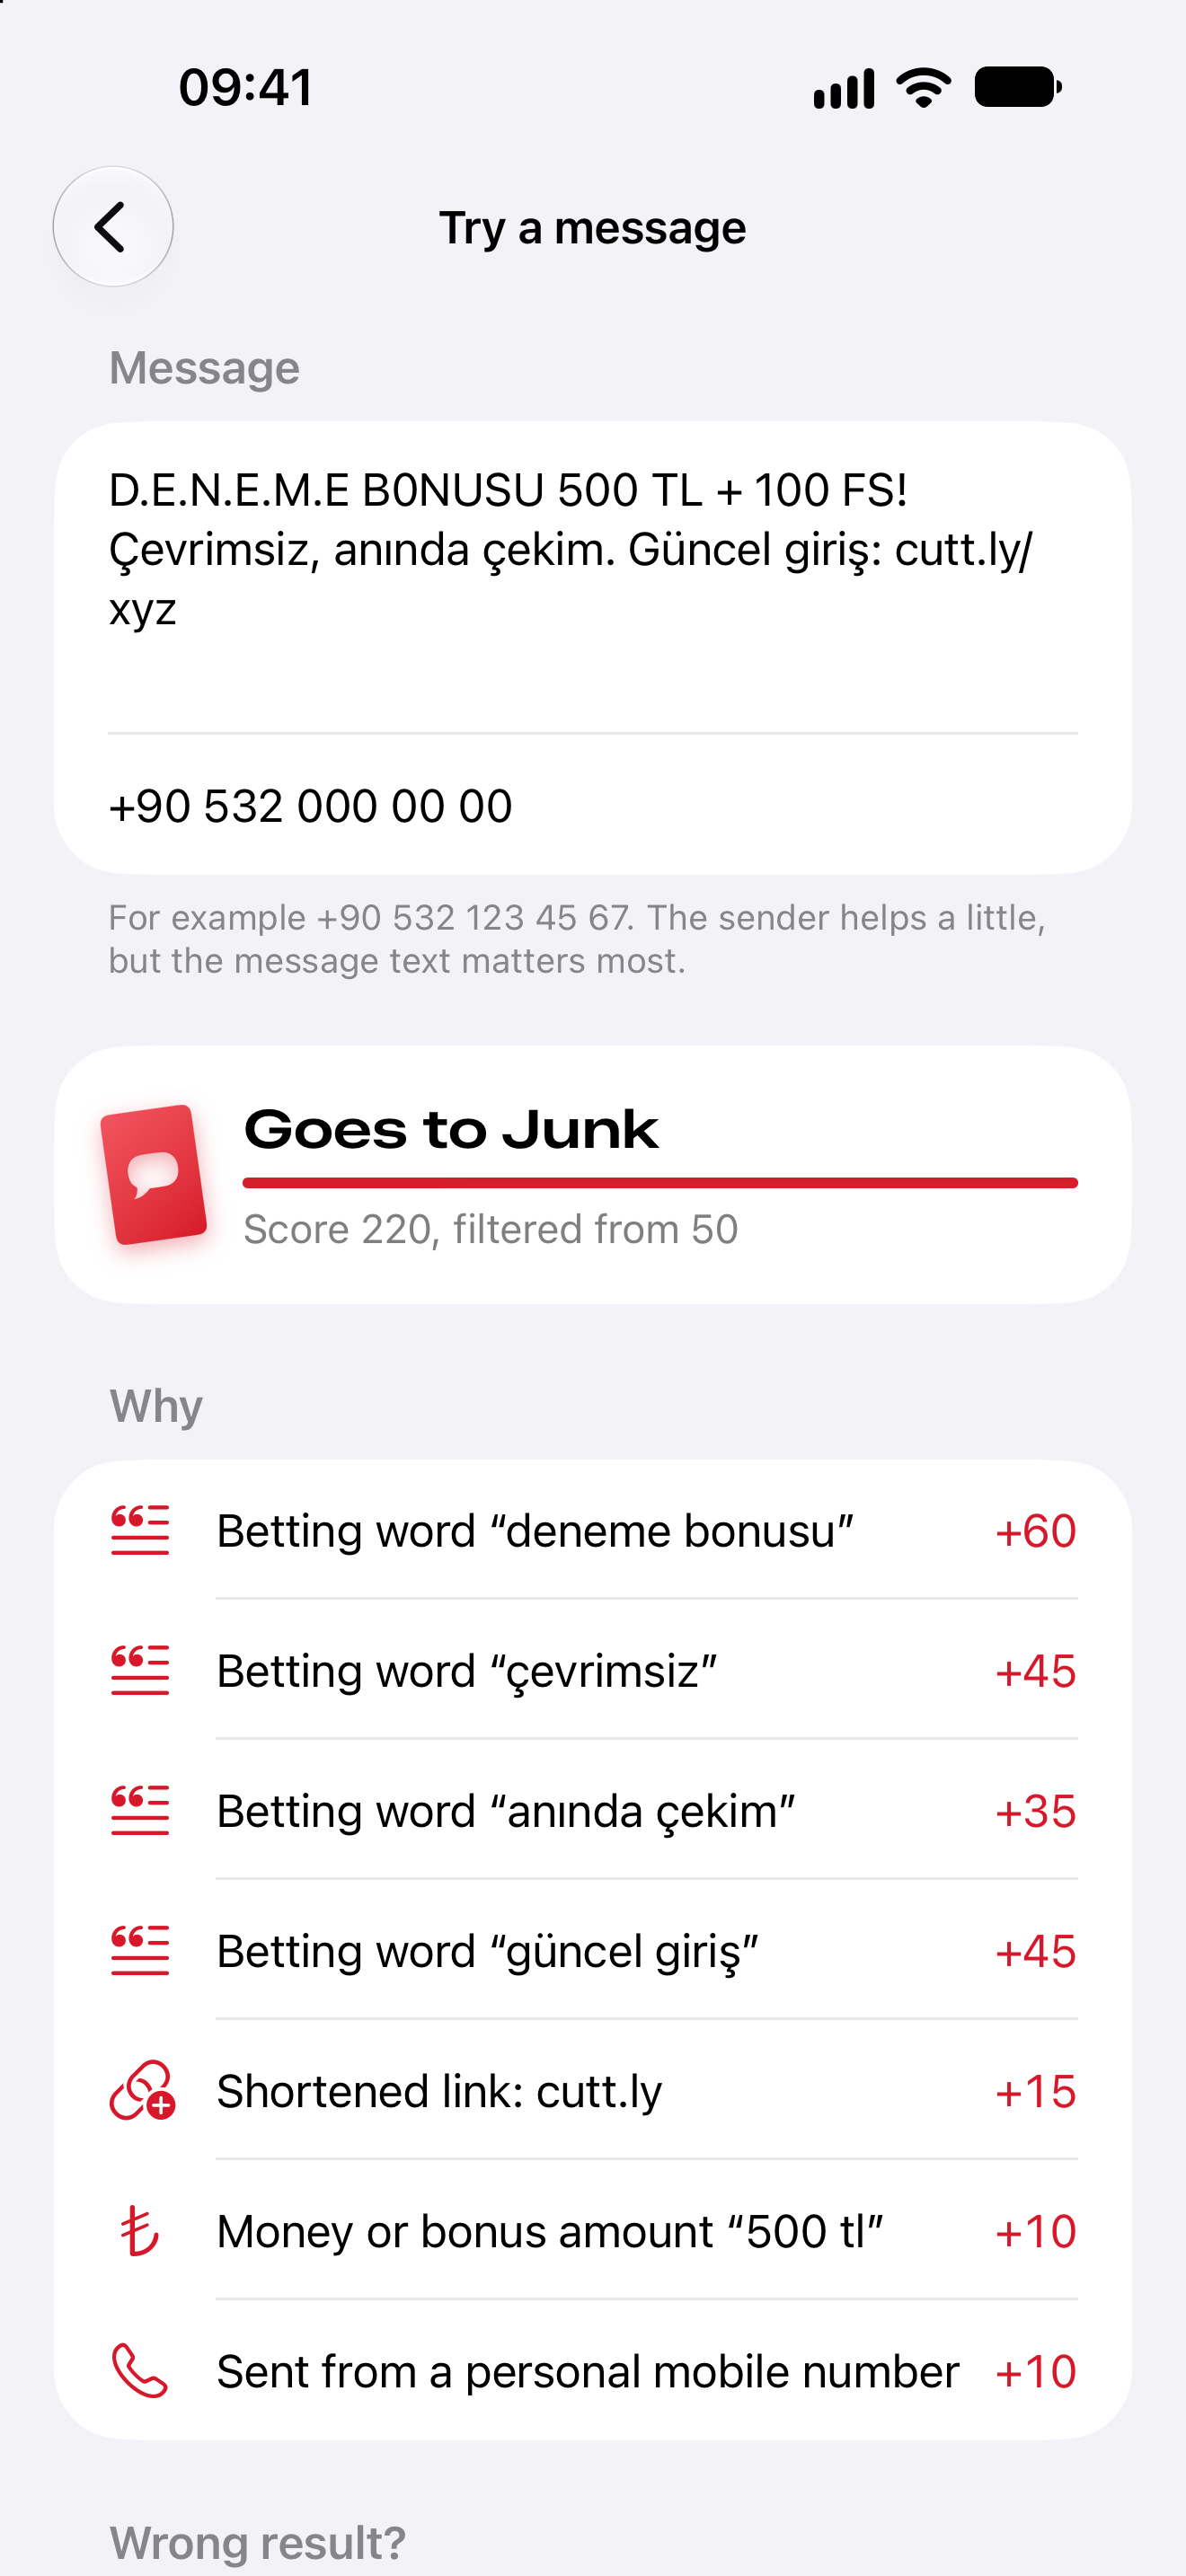 09:41
Try a message
Message
D.E.N.E.M.E B0NUSU 500 TL + 100 FS!
Çevrimsiz, anında çekim. Güncel giriş: cutt.ly/
xyz
+90 532 000 00 00
For example +90 532 123 45 67. The sender helps a little,
but the message text matters most.
Goes to Junk
Score 220, filtered from 50
Why
Betting word “deneme bonusu” +60
Betting word “çevrimsiz” +45
Betting word “anında çekim” +35
Betting word “güncel giriş” +45
Shortened link: cutt.ly +15
Money or bonus amount “500 tl” +10
Sent from a personal mobile number +10
Wrong result?